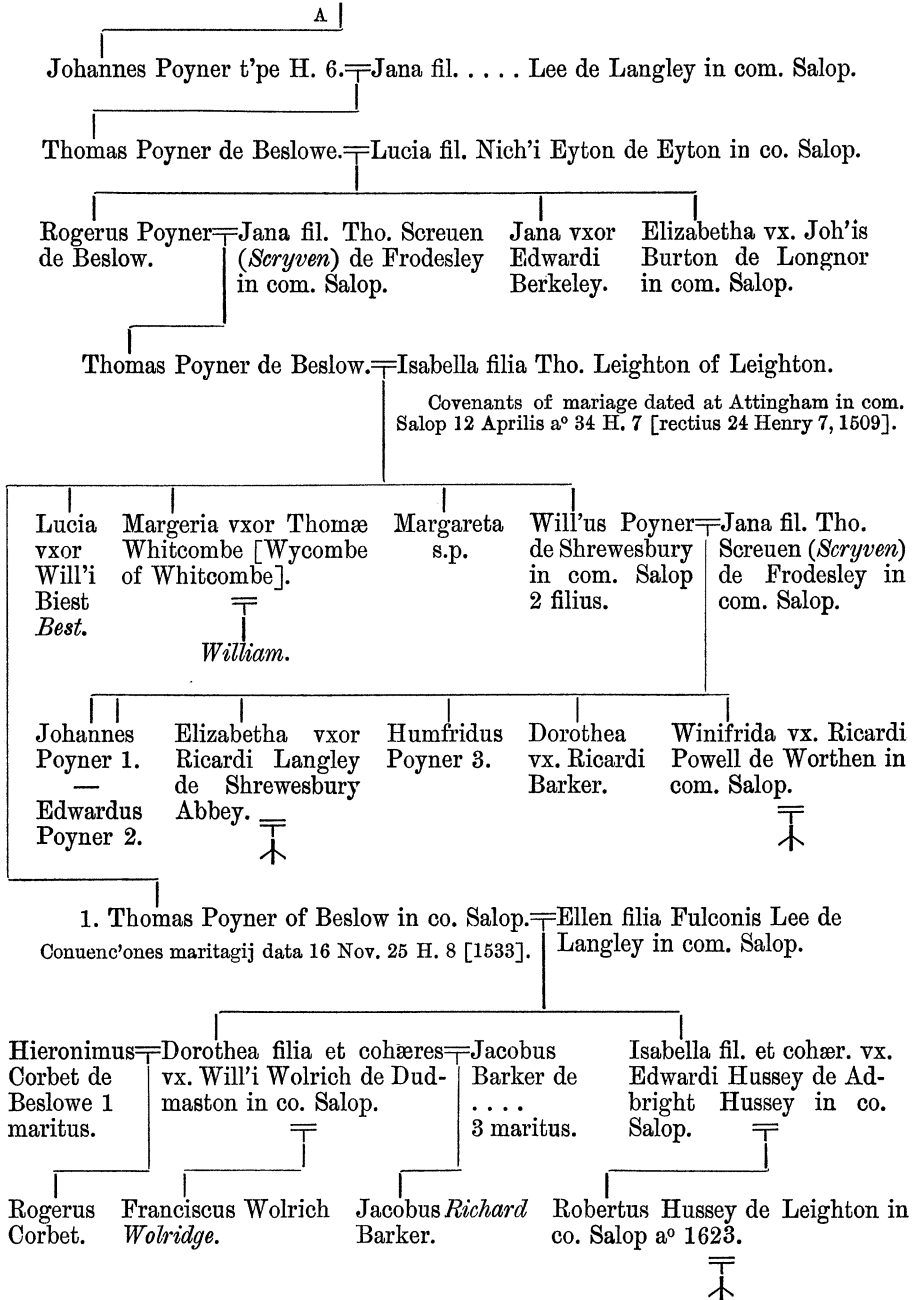 A
Johannes Poyner t'pe H. 6.
Jana fil. . . . . . Lee de Langley in com. Salop.
Thomas Poyner de Beslowe.
Lucia fil. Nich'i Eyton de Eyton in co. Salop.
Rogerus Poyner
de Beslow.
Jana fil. Tho. Screuen
(Scryven) de Frodesley
in com. Salop.
Jana vxor
Edwardi
Berkeley.
Elizabetha vx. Joh'is
Burton de Longnor
in com. Salop.
Thomas Poyner de Beslow.
Isabella filia Tho. Leighton of Leighton.
Covenants of mariage dated at Attingham in com.
Salop 12 Aprilis aº 34 H. 7 [rectius 24 Henry 7, 1509].
Lucia
vxor
Will'i
Biest
Best.
Margeria vxor Thomæ
Whitcombe [Wycombe
of Whitcombe].
William.
Margareta
s.p.
Will'us Poyner
de Shrewesbury
in com. Salop
2 filius.
Jana fil. Tho.
Screuen (Scryven)
de Frodesley in
com. Salop.
Johannes
Poyner 1.
—
Edwardus
Poyner 2.
Elizabetha vxor
Ricardi Langley
de Shrewesbury
Abbey.
Humfridus
Poyner 3.
Dorothea
vx. Ricardi
Barker.
Winifrida vx. Ricardi
Powell de Worthen in
com. Salop.
1. Thomas Poyner of Beslow in co. Salop.
Conuenc'ones maritagij data 16 Nov. 25 H. 8 [1533].
Ellen filia Fulconis Lee de
Langley in com. Salop.
Hieronimus
Corbet de
Beslowe 1
maritus.
Dorothea filia et cohæres
vx. Will'i Wolrich de Dud-
maston in co. Salop.
Jacobus
Barker de
. . . .
3 maritus.
Isabella fil. et cohær. vx.
Edwardi Hussey de Ad-
bright Hussey in co.
Salop.
Rogerus
Corbet.
Franciscus Wolrich
Wolridge.
Jacobus Richard
Barker.
Robertus Hussey de Leighton in
co. Salop aº 1623.